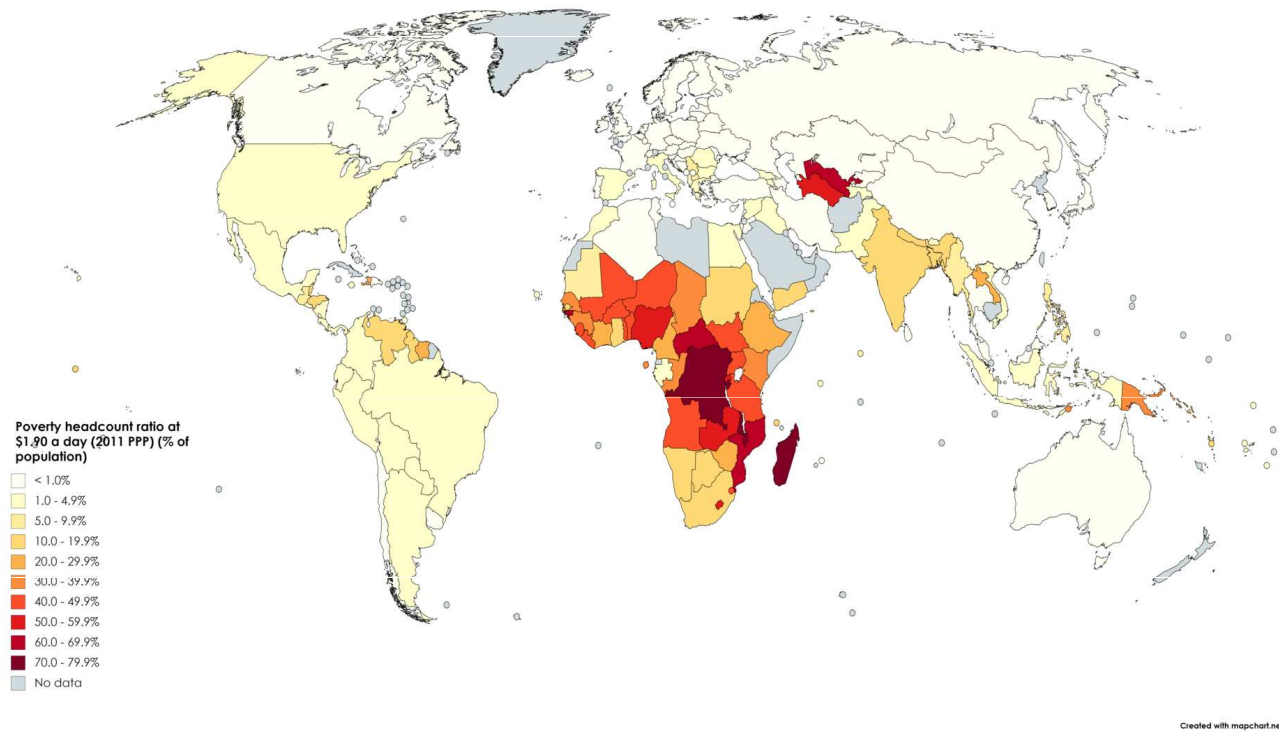 Poverty headcount ratio at
$1.90 a day (2011 PPP) (% of
population)
< 1.0%
1.0 - 4.9%
5.0 - 9.9%
10.0 - 19.9%
20.0 - 29.9%
30.0 - 39.9%
40.0 - 49.9%
50.0 - 59.9%
60.0 - 69.9%
70.0 - 79.9%
No data
Created with mapchart.ne